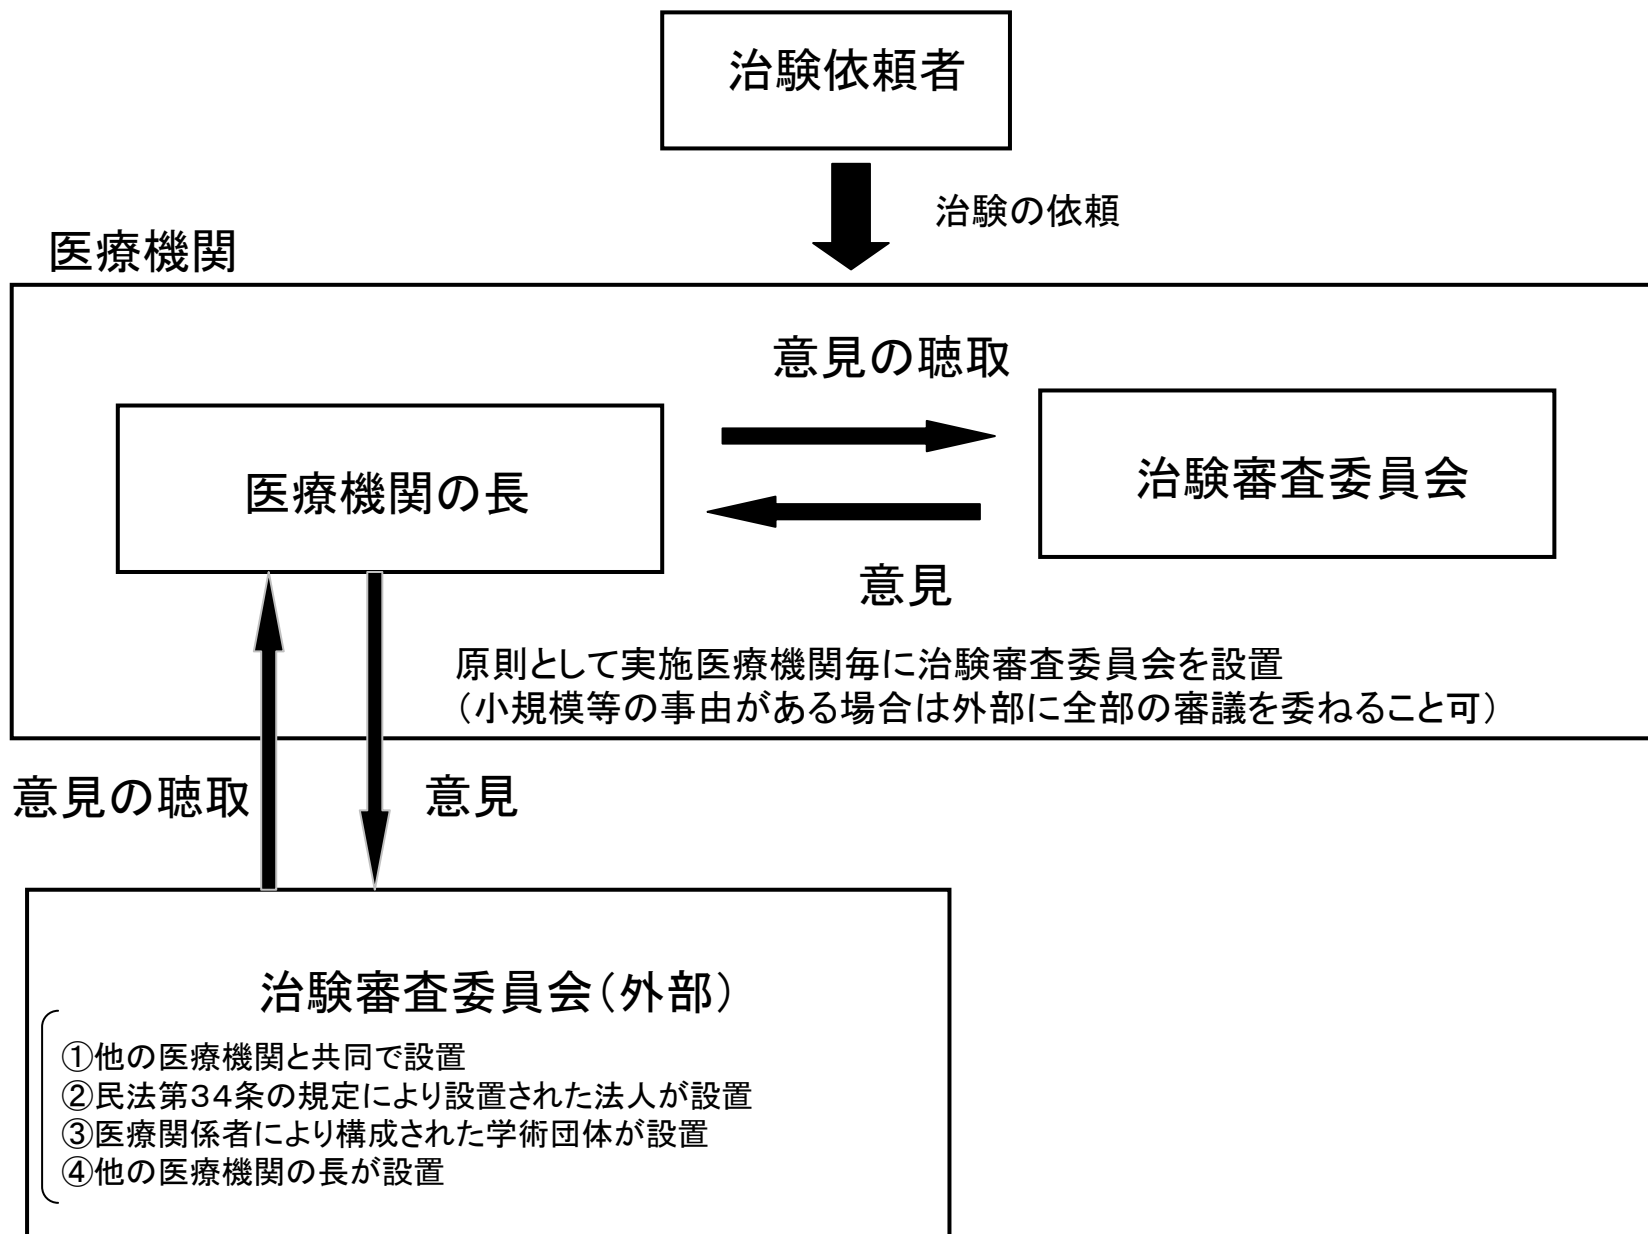 治験依頼者
治験の依頼
医療機関
意見の聴取
医療機関の長
治験審査委員会
意見
原則として実施医療機関毎に治験審査委員会を設置
（小規模等の事由がある場合は外部に全部の審議を委ねること可）
意見の聴取
意見
治験審査委員会（外部）
①他の医療機関と共同で設置
②民法第３４条の規定により設置された法人が設置
③医療関係者により構成された学術団体が設置
④他の医療機関の長が設置